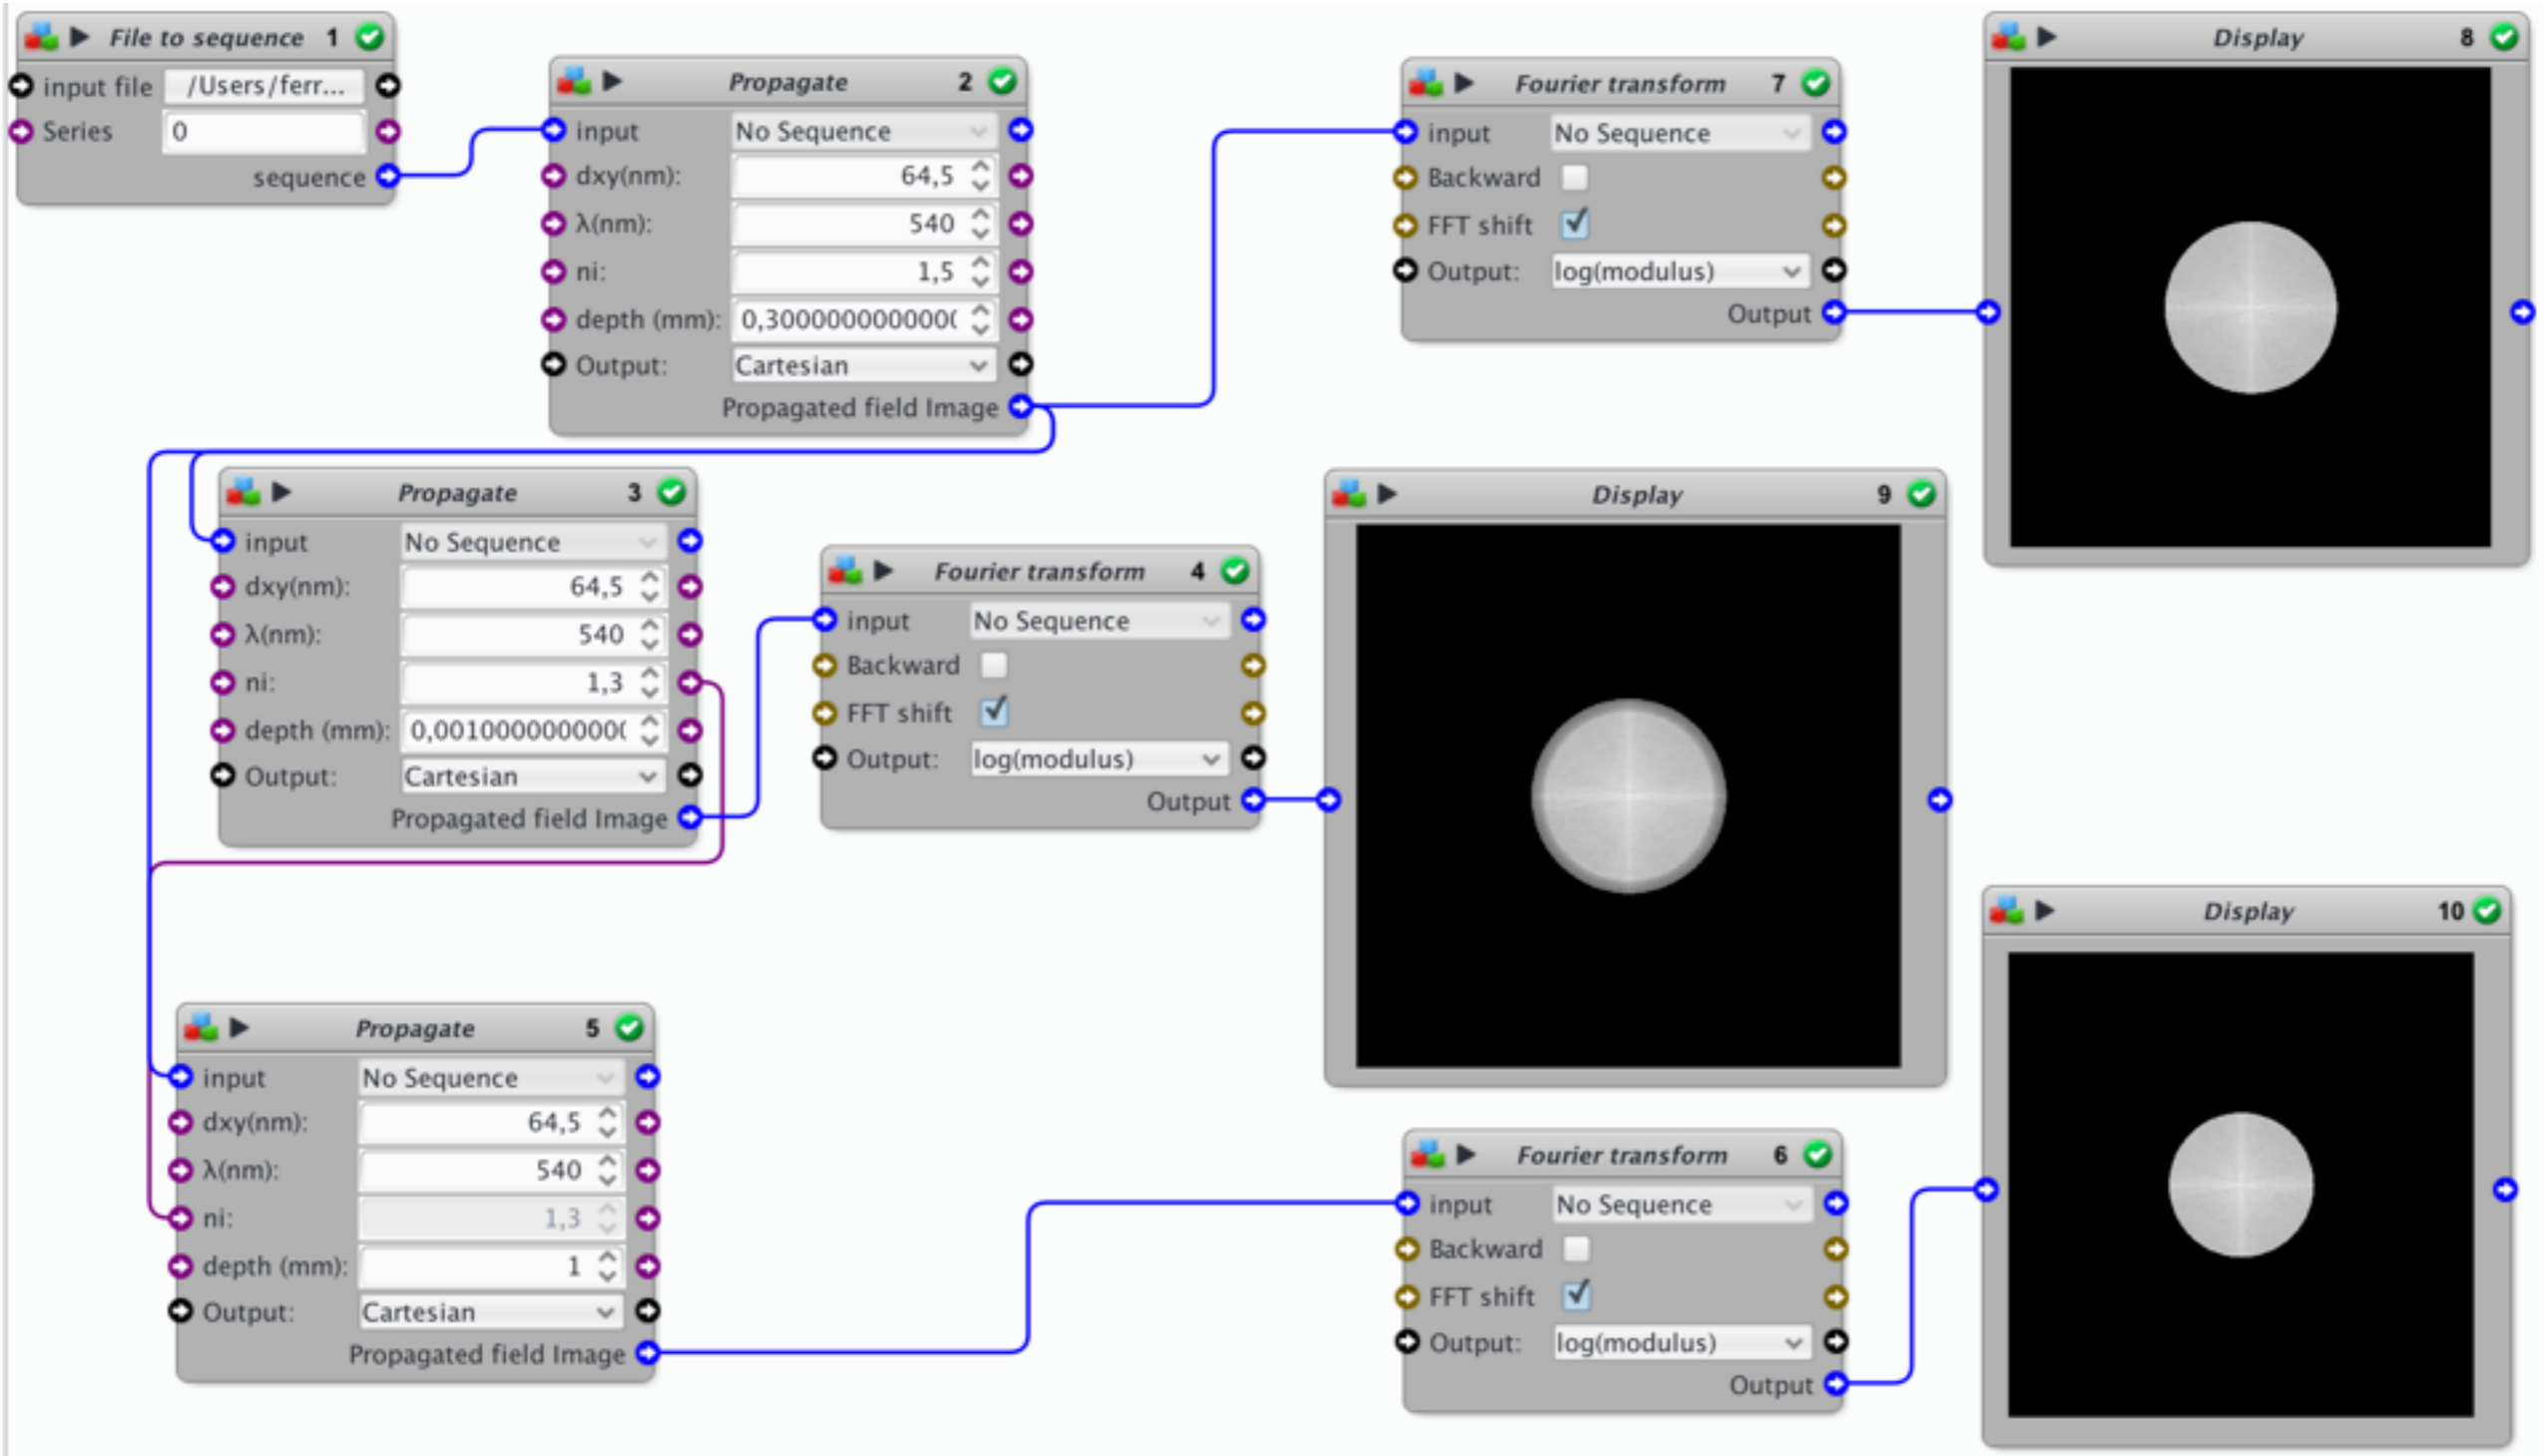 File to sequence 1
input file /Users/ferr...
Series 0
sequence
Propagate 2
input No Sequence
dxy(nm): 64,5
λ(nm): 540
ni: 1,5
depth (mm): 0,3000000000000(
Output: Cartesian
Propagated field Image
Fourier transform 7
input No Sequence
Backward
FFT shift
Output: log(modulus)
Output
Display 8
Propagate 3
input No Sequence
dxy(nm): 64,5
λ(nm): 540
ni: 1,3
depth (mm): 0,0010000000000(
Output: Cartesian
Propagated field Image
Fourier transform 4
input No Sequence
Backward
FFT shift
Output: log(modulus)
Output
Display 9
Propagate 5
input No Sequence
dxy(nm): 64,5
λ(nm): 540
ni: 1,3
depth (mm): 1
Output: Cartesian
Propagated field Image
Fourier transform 6
input No Sequence
Backward
FFT shift
Output: log(modulus)
Output
Display 10